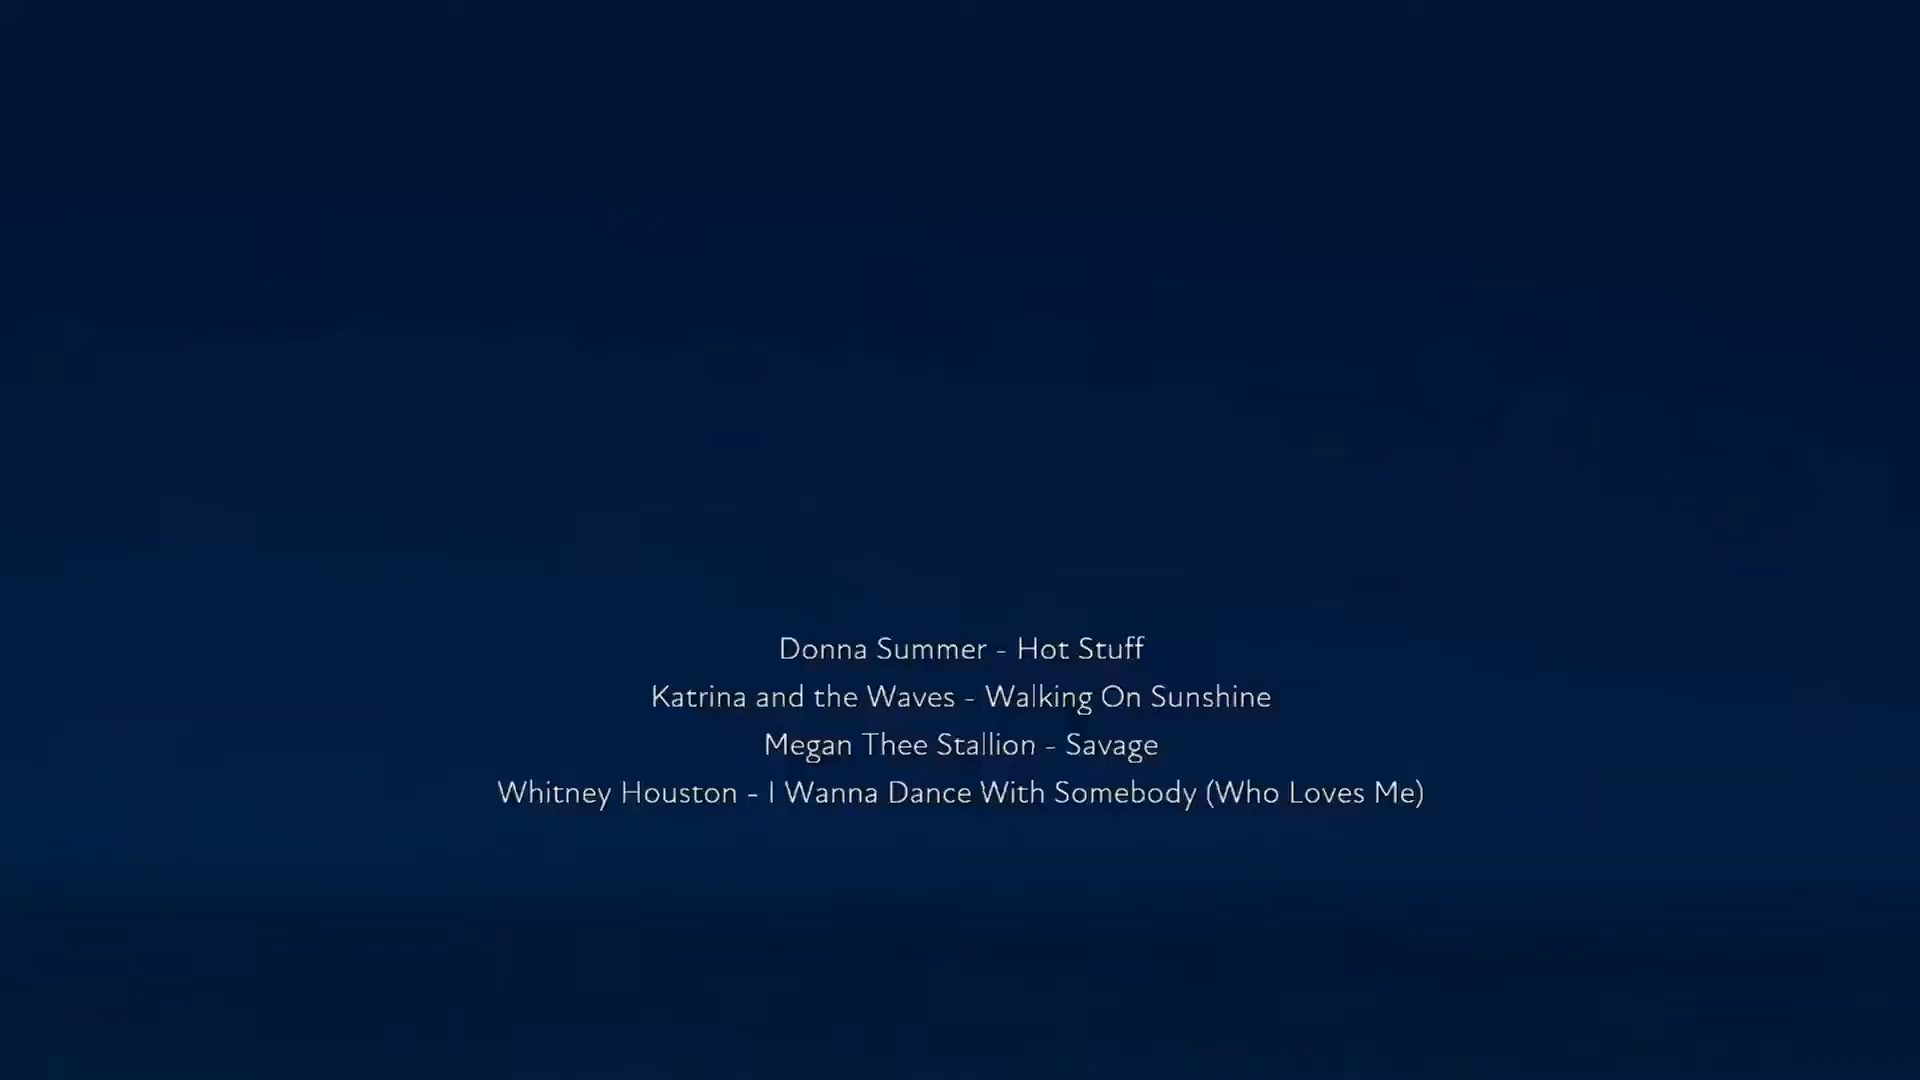 Donna Summer - Hot Stuff
Katrina and the Waves - Walking On Sunshine
Megan Thee Stallion - Savage
Whitney Houston - I Wanna Dance With Somebody (Who Loves Me)